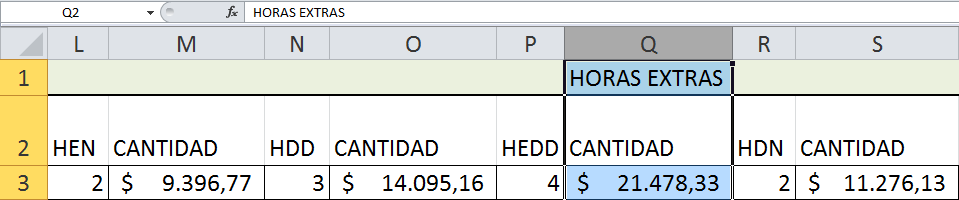 Q2 fx HORAS EXTRAS
L M N O P Q R S
1 HORAS EXTRAS
2 HEN CANTIDAD HDD CANTIDAD HEDD CANTIDAD HDN CANTIDAD
3 2 $ 9.396,77 3 $ 14.095,16 4 $ 21.478,33 2 $ 11.276,13